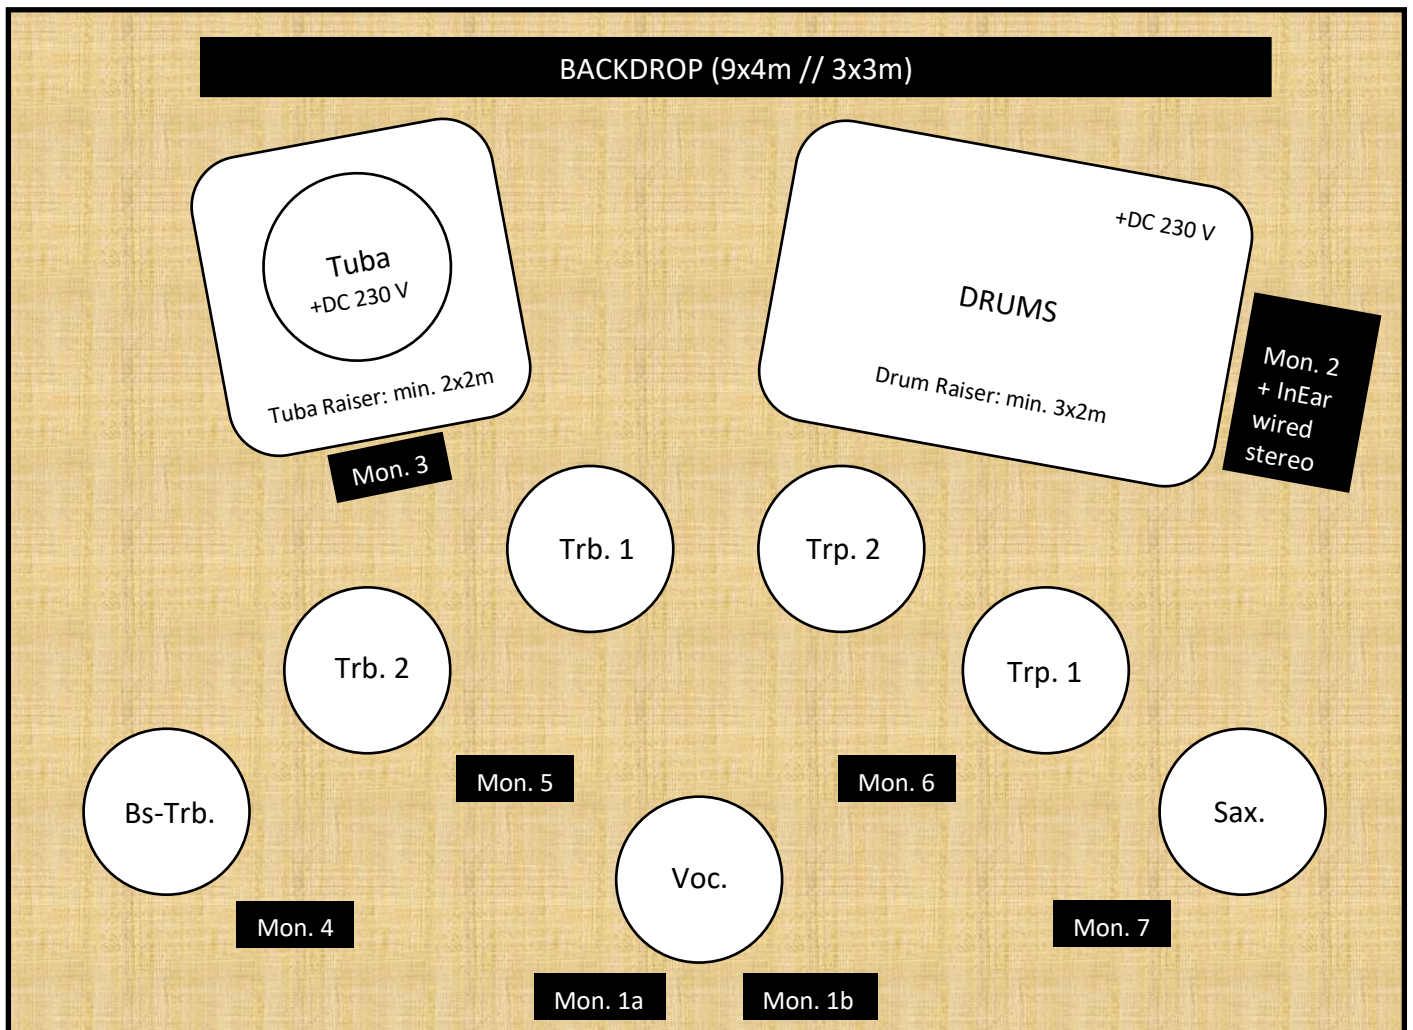 BACKDROP (9x4m // 3x3m)
Tuba
+DC 230 V
Tuba Raiser: min. 2x2m
Mon. 3
+DC 230 V
DRUMS
Drum Raiser: min. 3x2m
Mon. 2
+ InEar
wired
stereo
Trb. 1
Trp. 2
Trb. 2
Trp. 1
Mon. 5
Mon. 6
Bs-Trb.
Sax.
Voc.
Mon. 4
Mon. 7
Mon. 1a
Mon. 1b